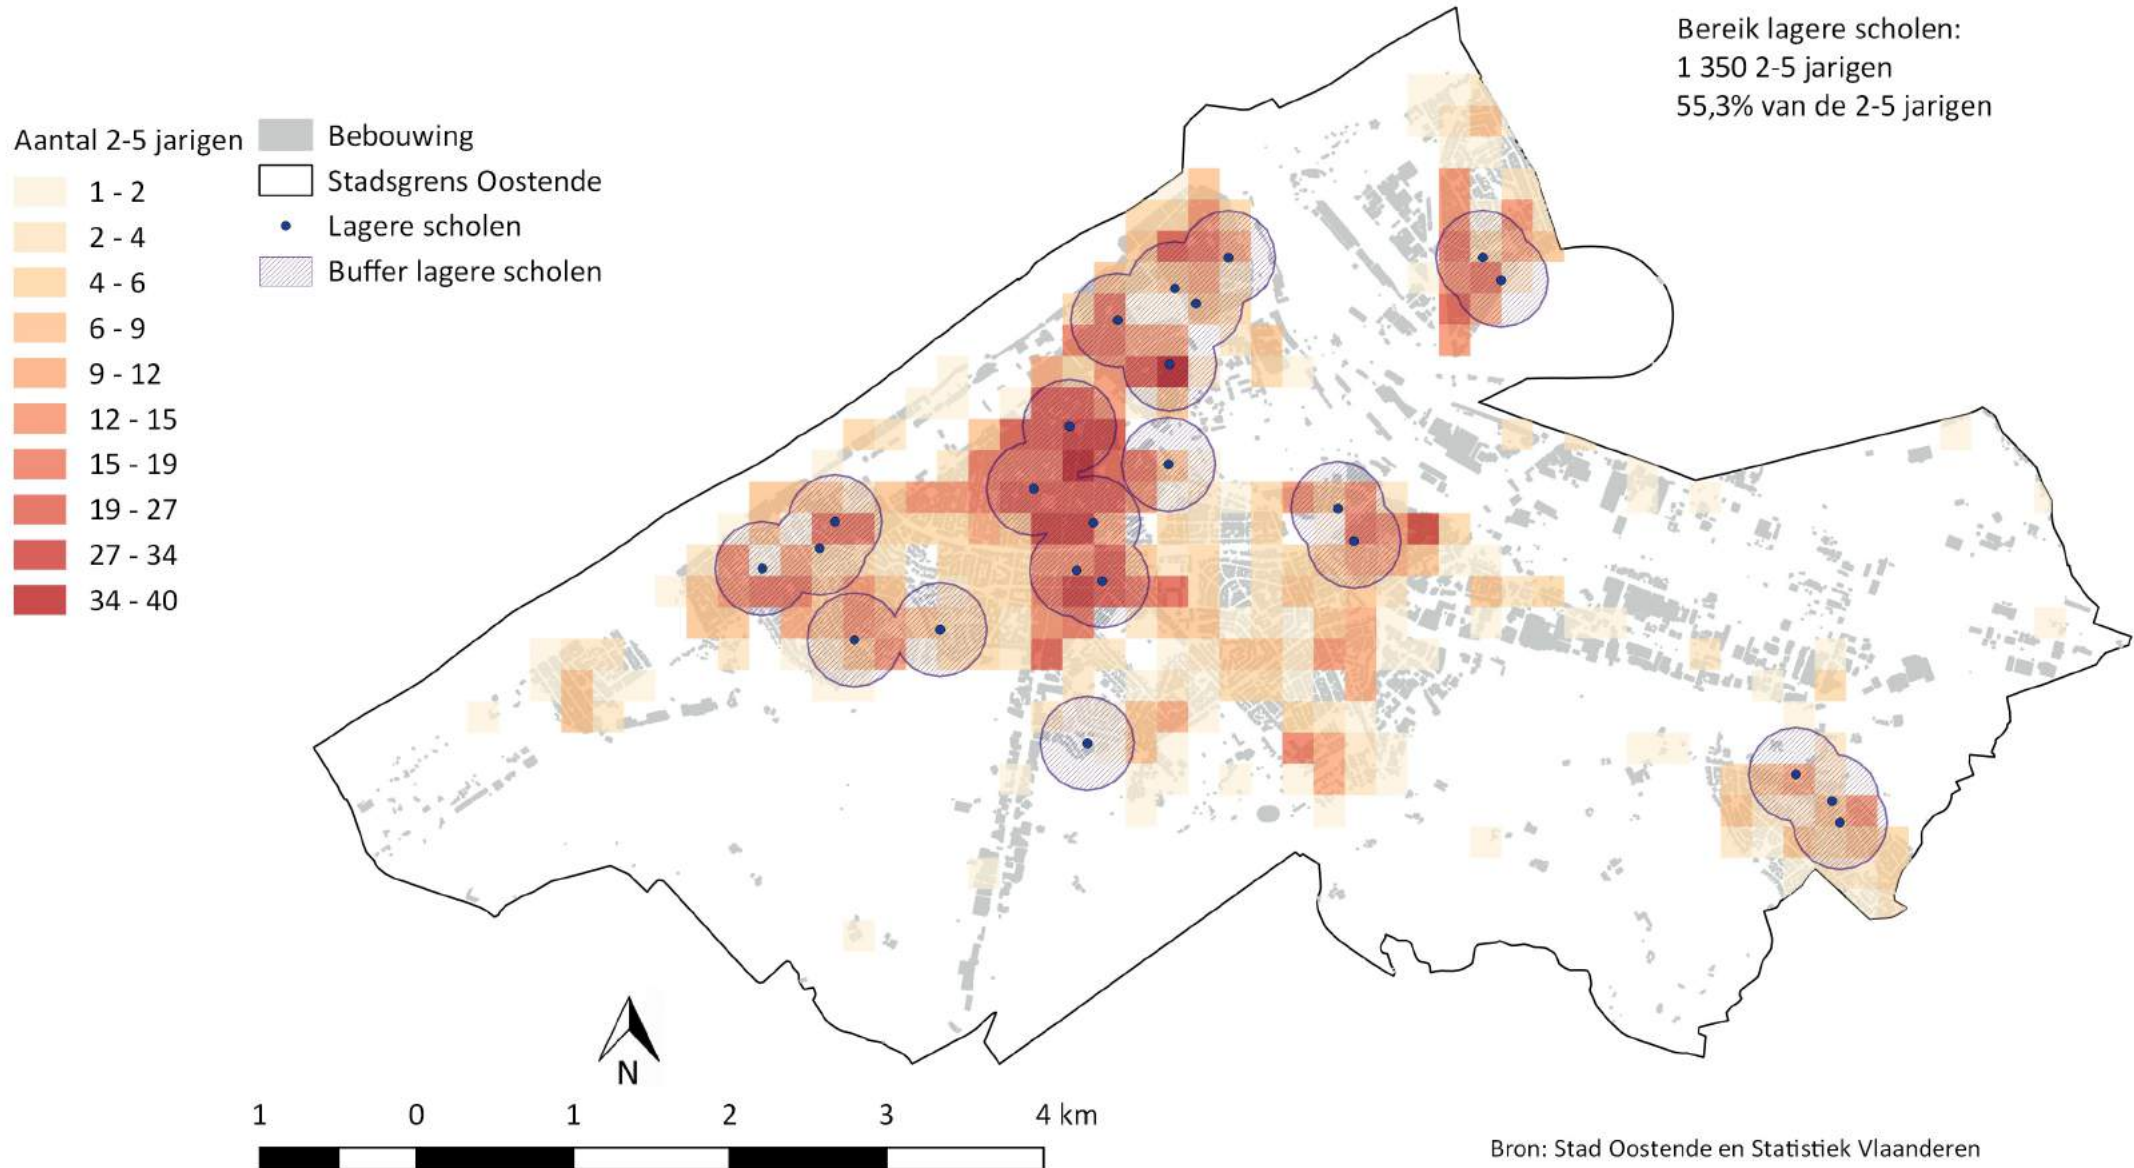 Bereik lagere scholen:
1 350 2-5 jarigen
55,3% van de 2-5 jarigen
Aantal 2-5 jarigen
1 - 2
2 - 4
4 - 6
6 - 9
9 - 12
12 - 15
15 - 19
19 - 27
27 - 34
34 - 40
Bebouwing
Stadsgrens Oostende
Lagere scholen
Buffer lagere scholen
N
1 0 1 2 3 4 km
Bron: Stad Oostende en Statistiek Vlaanderen